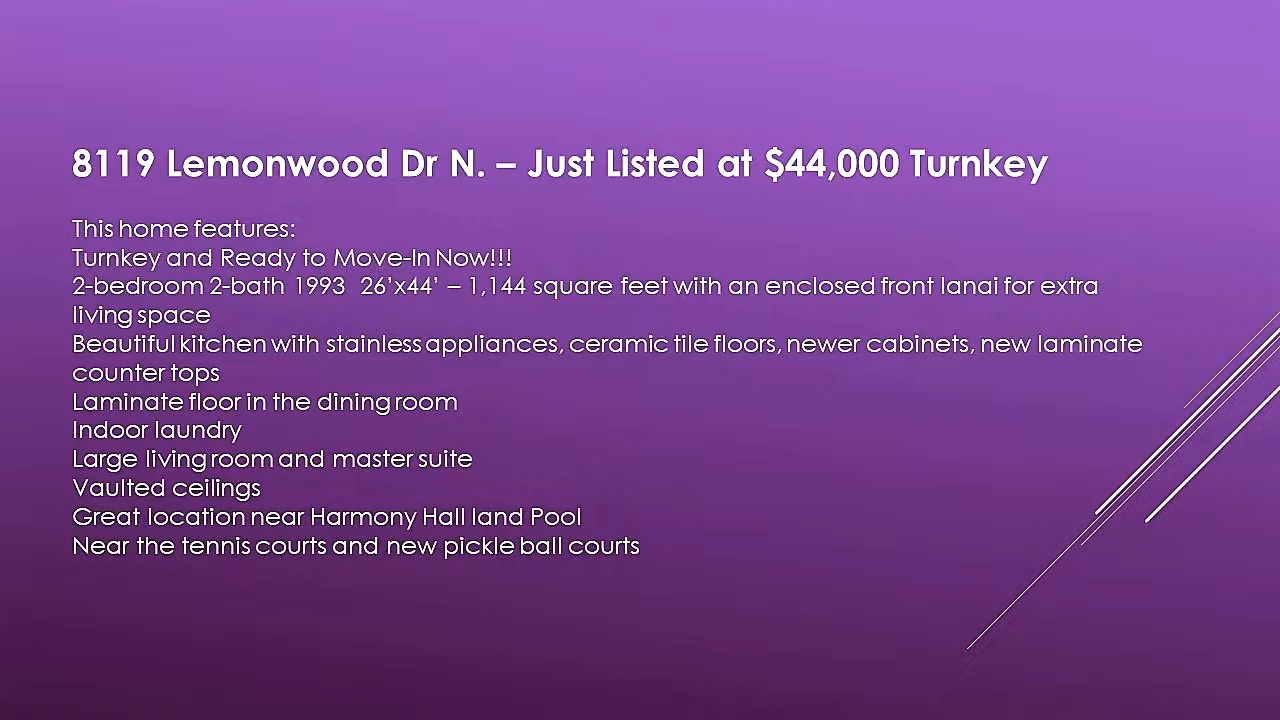 8119 Lemonwood Dr N. – Just Listed at $44,000 Turnkey
This home features:
Turnkey and Ready to Move-In Now!!!
2-bedroom 2-bath 1993 26'x44' – 1,144 square feet with an enclosed front lanai for extra
living space
Beautiful kitchen with stainless appliances, ceramic tile floors, newer cabinets, new laminate
counter tops
Laminate floor in the dining room
Indoor laundry
Large living room and master suite
Vaulted ceilings
Great location near Harmony Hall land Pool
Near the tennis courts and new pickle ball courts